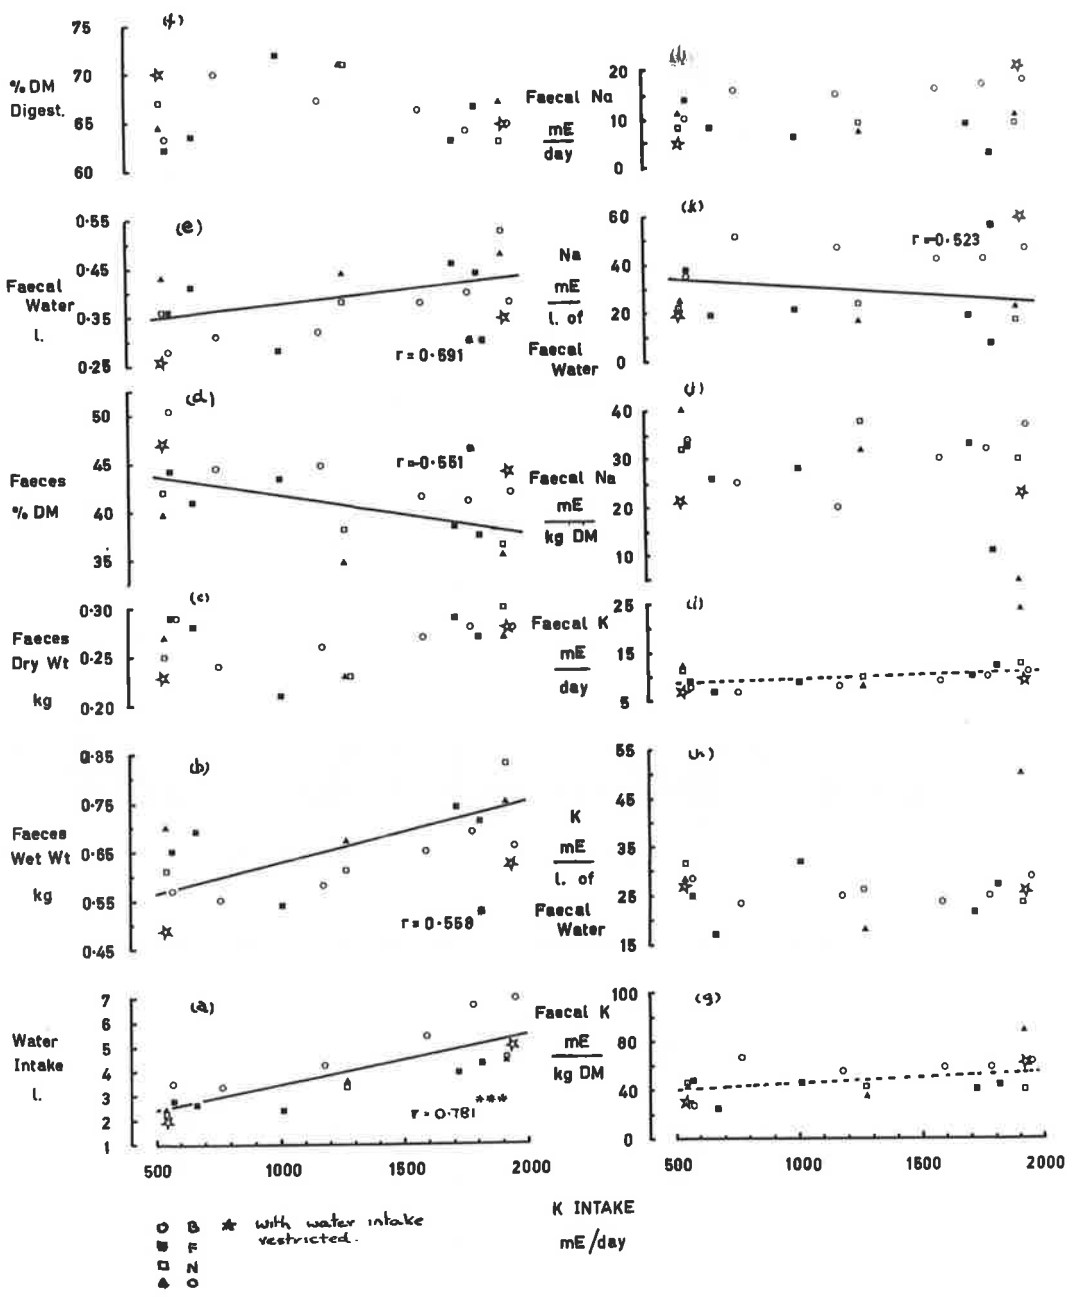 (f)
75
70
65
60
% DM
Digest.
20
10
0
Faecal Na
mE
day
(e)
0·55
0·45
0·35
0·25
Faecal
Water
l.
r = 0·591
(k)
60
40
20
0
Na
mE
l. of
Faecal
Water
r=-0·523
(d)
50
45
40
35
Faeces
% DM
r=-0·551
(j)
40
30
20
10
Faecal Na
mE
kg DM
(c)
0·30
0·25
0·20
Faeces
Dry Wt
kg
(i)
25
15
5
Faecal K
mE
day
(b)
0·85
0·75
0·65
0·55
0·45
Faeces
Wet Wt
kg
r= 0·558
(h)
55
45
35
25
15
K
mE
l. of
Faecal
Water
(a)
7
6
5
4
3
2
1
Water
Intake
l.
r = 0.781 ***
500 1000 1500 2000
(g)
100
80
60
40
20
0
Faecal K
mE
kg DM
500 1000 1500 2000
K INTAKE
mE/day
B * with water intake
restricted.
F
N
O